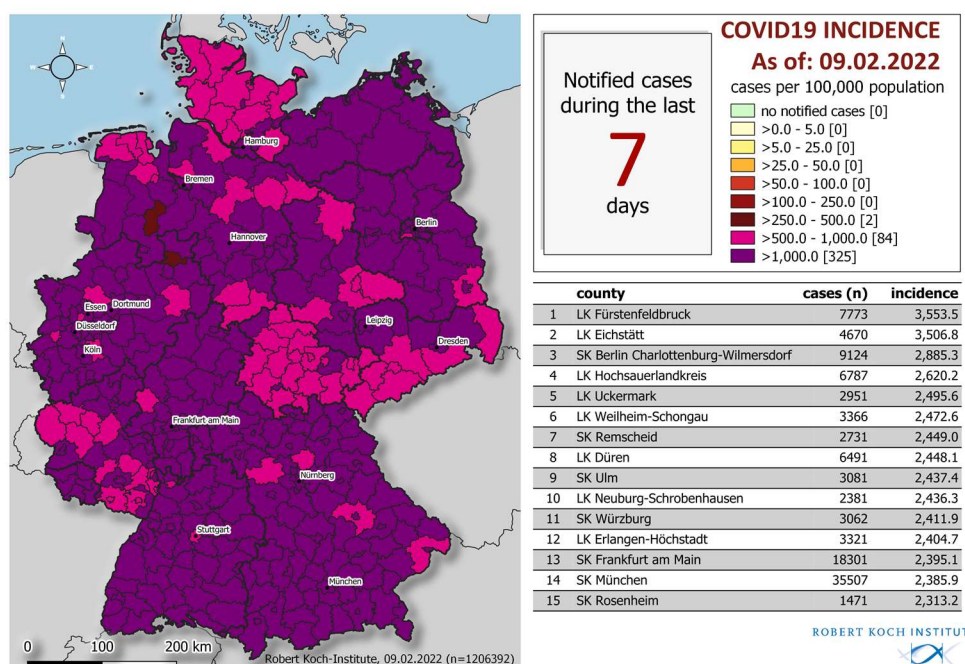 Hamburg
Bremen
Berlin
Hannover
Essen
Dortmund
Düsseldorf
Leipzig
Köln
Dresden
Frankfurt am Main
Nürnberg
Stuttgart
München
0 100 200 km
Robert Koch-Institute, 09.02.2022 (n=1206392)
Notified cases
during the last
7
days
COVID19 INCIDENCE
As of: 09.02.2022
cases per 100,000 population
no notified cases [0]
>0.0 - 5.0 [0]
>5.0 - 25.0 [0]
>25.0 - 50.0 [0]
>50.0 - 100.0 [0]
>100.0 - 250.0 [0]
>250.0 - 500.0 [2]
>500.0 - 1,000.0 [84]
>1,000.0 [325]
county cases (n) incidence
1 LK Fürstenfeldbruck 7773 3,553.5
2 LK Eichstätt 4670 3,506.8
3 SK Berlin Charlottenburg-Wilmersdorf 9124 2,885.3
4 LK Hochsauerlandkreis 6787 2,620.2
5 LK Uckermark 2951 2,495.6
6 LK Weilheim-Schongau 3366 2,472.6
7 SK Remscheid 2731 2,449.0
8 LK Düren 6491 2,448.1
9 SK Ulm 3081 2,437.4
10 LK Neuburg-Schrobenhausen 2381 2,436.3
11 SK Würzburg 3062 2,411.9
12 LK Erlangen-Höchstadt 3321 2,404.7
13 SK Frankfurt am Main 18301 2,395.1
14 SK München 35507 2,385.9
15 SK Rosenheim 1471 2,313.2
ROBERT KOCH INSTITUT